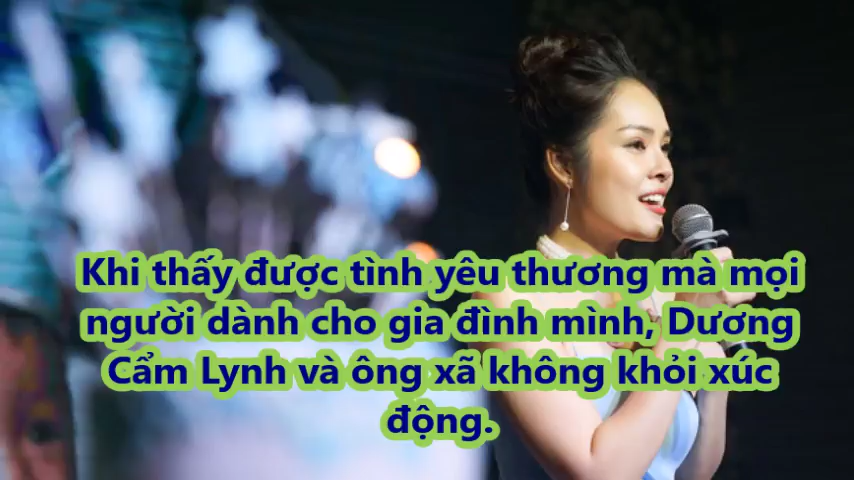 Khi thấy được tình yêu thương mà mọi
người dành cho gia đình mình, Dương
Cẩm Lynh và ông xã không khỏi xúc
động.